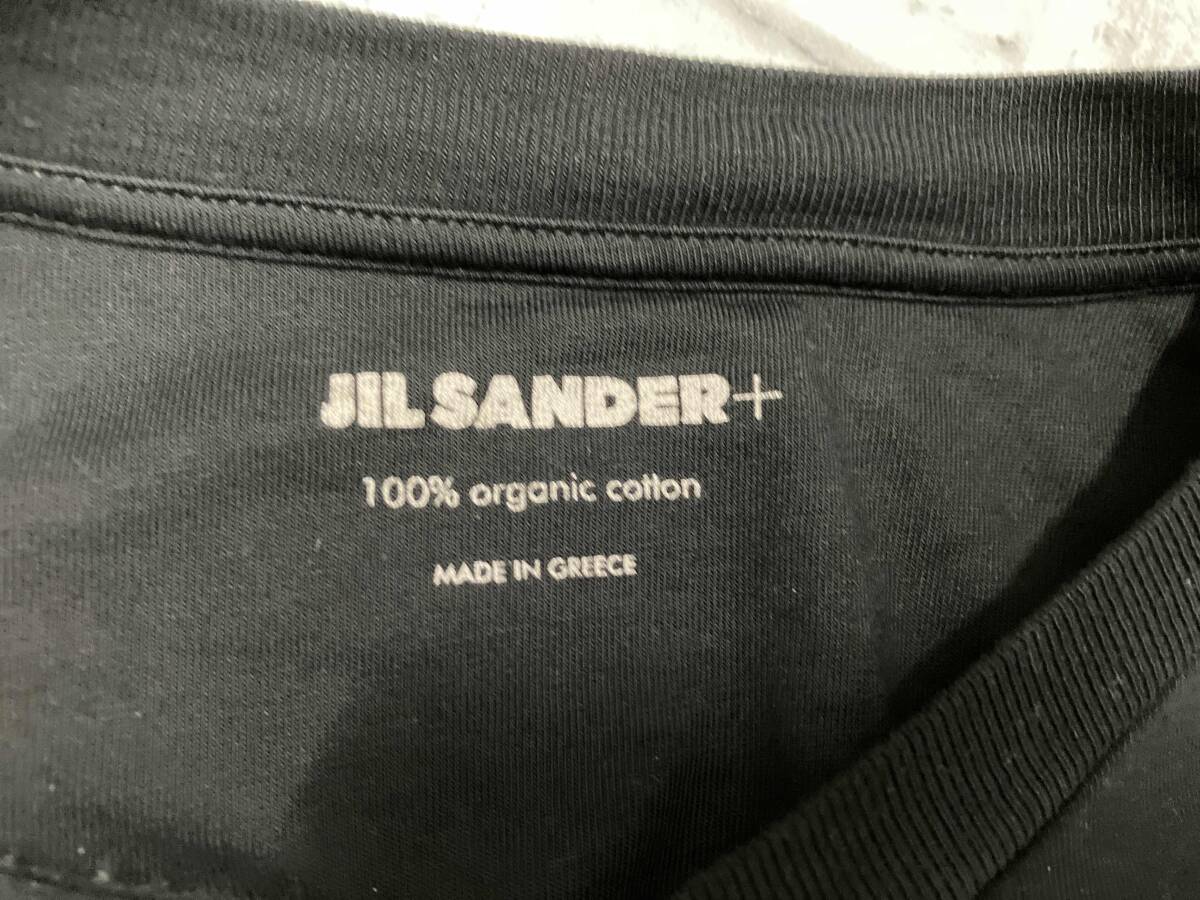 JIL SANDER+
100% organic cotton
MADE IN GREECE